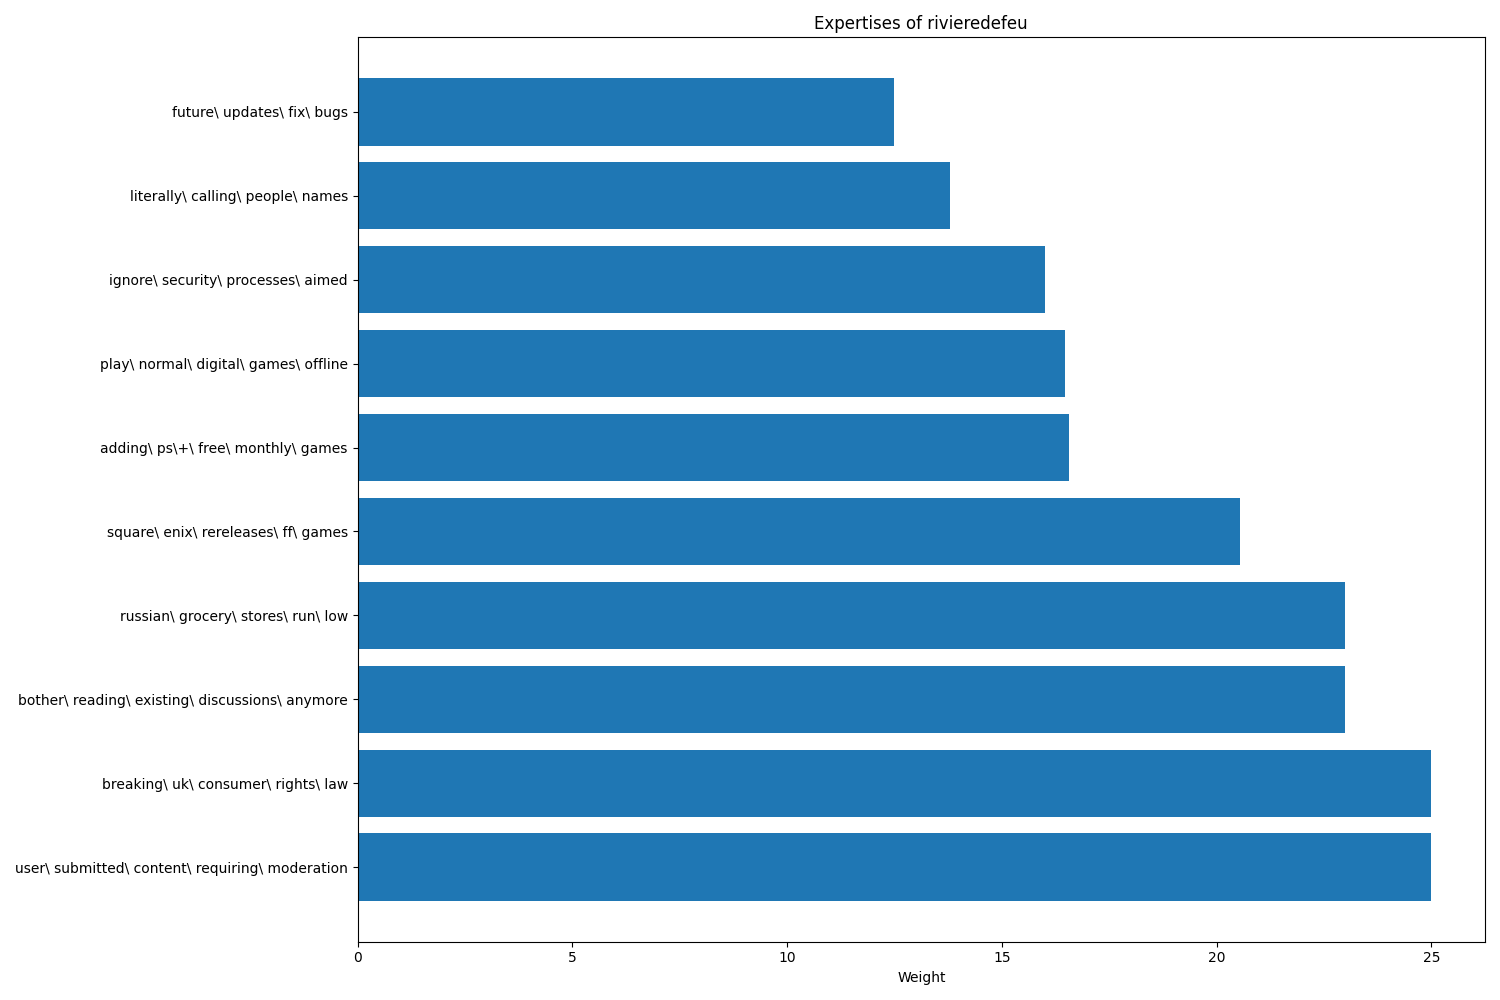 Expertises of rivieredefeu
future\ updates\ fix\ bugs
literally\ calling\ people\ names
ignore\ security\ processes\ aimed
play\ normal\ digital\ games\ offline
adding\ ps\+\ free\ monthly\ games
square\ enix\ rereleases\ ff\ games
russian\ grocery\ stores\ run\ low
bother\ reading\ existing\ discussions\ anymore
breaking\ uk\ consumer\ rights\ law
user\ submitted\ content\ requiring\ moderation
0 5 10 15 20 25
Weight